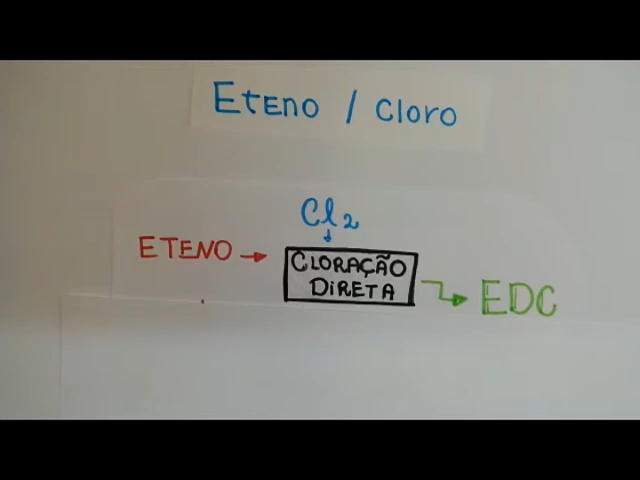 ETENO / Cloro
Cl2
ETENO
CLORAÇÃO
DIRETA
EDC